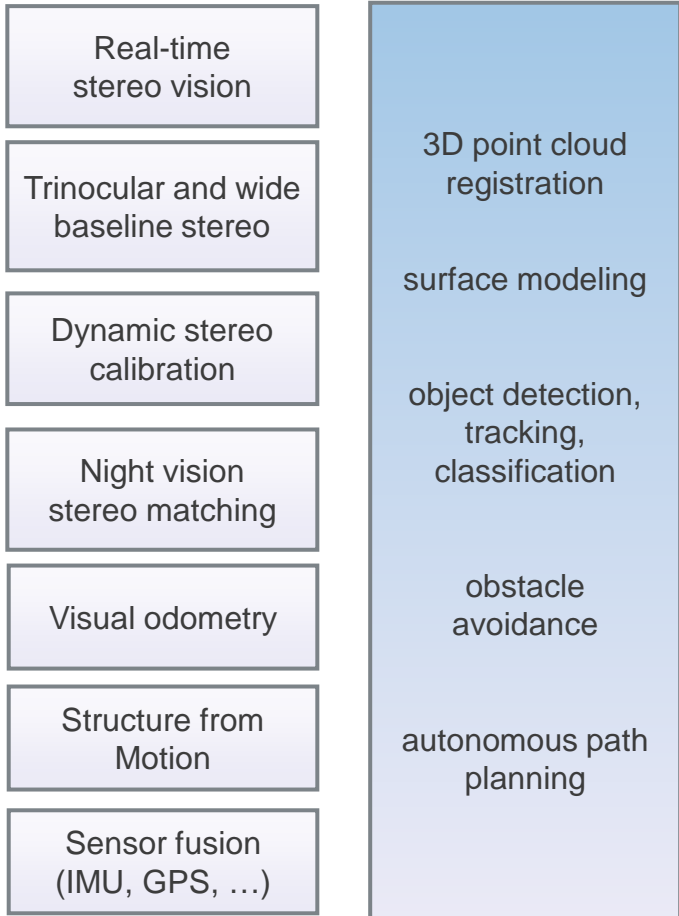 Real-time
stereo vision
Trinocular and wide
baseline stereo
Dynamic stereo
calibration
Night vision
stereo matching
Visual odometry
Structure from
Motion
Sensor fusion
(IMU, GPS, …)
3D point cloud
registration
surface modeling
object detection,
tracking,
classification
obstacle
avoidance
autonomous path
planning